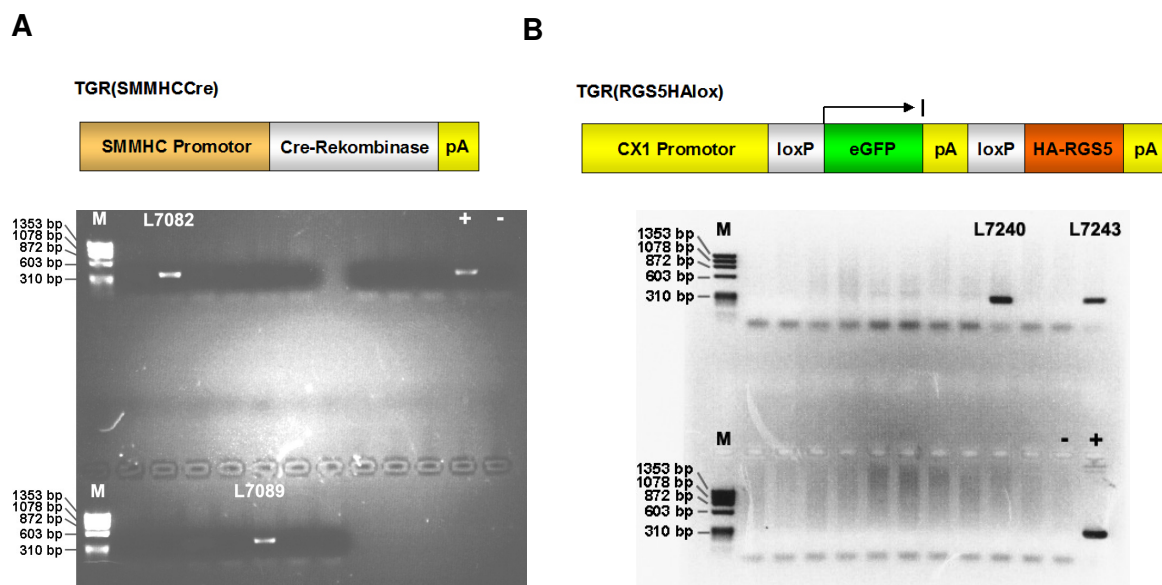 A
B
TGR(SMMHCCre)
SMMHC Promotor Cre-Rekombinase pA
TGR(RGS5HAlox)
CX1 Promotor loxP eGFP pA loxP HA-RGS5 pA
M L7082 + -
1353 bp
1078 bp
872 bp
603 bp
310 bp
M L7089
1353 bp
1078 bp
872 bp
603 bp
310 bp
M L7240 L7243
1353 bp
1078 bp
872 bp
603 bp
310 bp
M - +
1353 bp
1078 bp
872 bp
603 bp
310 bp